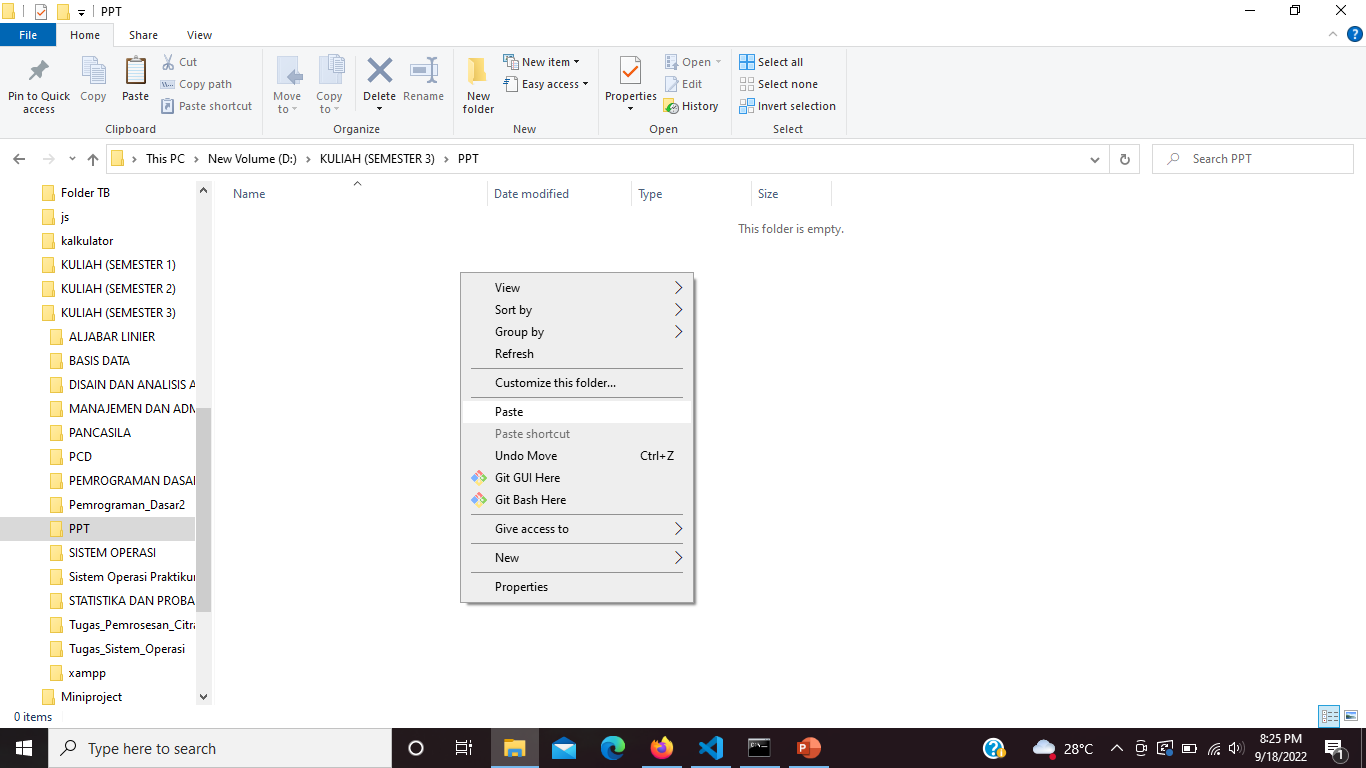 PPT
File Home Share View
Pin to Quick access
Copy
Paste
Cut
Copy path
Paste shortcut
Clipboard
Move to
Copy to
Delete
Rename
Organize
New folder
New item
Easy access
New
Properties
Open
Edit
History
Open
Select all
Select none
Invert selection
Select
This PC > New Volume (D:) > KULIAH (SEMESTER 3) > PPT
Search PPT
Folder TB
js
kalkulator
KULIAH (SEMESTER 1)
KULIAH (SEMESTER 2)
KULIAH (SEMESTER 3)
ALJABAR LINIER
BASIS DATA
DISAIN DAN ANALISIS A
MANAJEMEN DAN ADM
PANCASILA
PCD
PEMROGRAMAN DASAR
Pemrograman_Dasar2
PPT
SISTEM OPERASI
Sistem Operasi Praktikum
STATISTIKA DAN PROBA
Tugas_Pemrosesan_Citra
Tugas_Sistem_Operasi
xampp
Miniproject
Name Date modified Type Size
This folder is empty.
View
Sort by
Group by
Refresh
Customize this folder...
Paste
Paste shortcut
Undo Move Ctrl+Z
Git GUI Here
Git Bash Here
Give access to
New
Properties
0 items
Type here to search
28°C
8:25 PM
9/18/2022
1